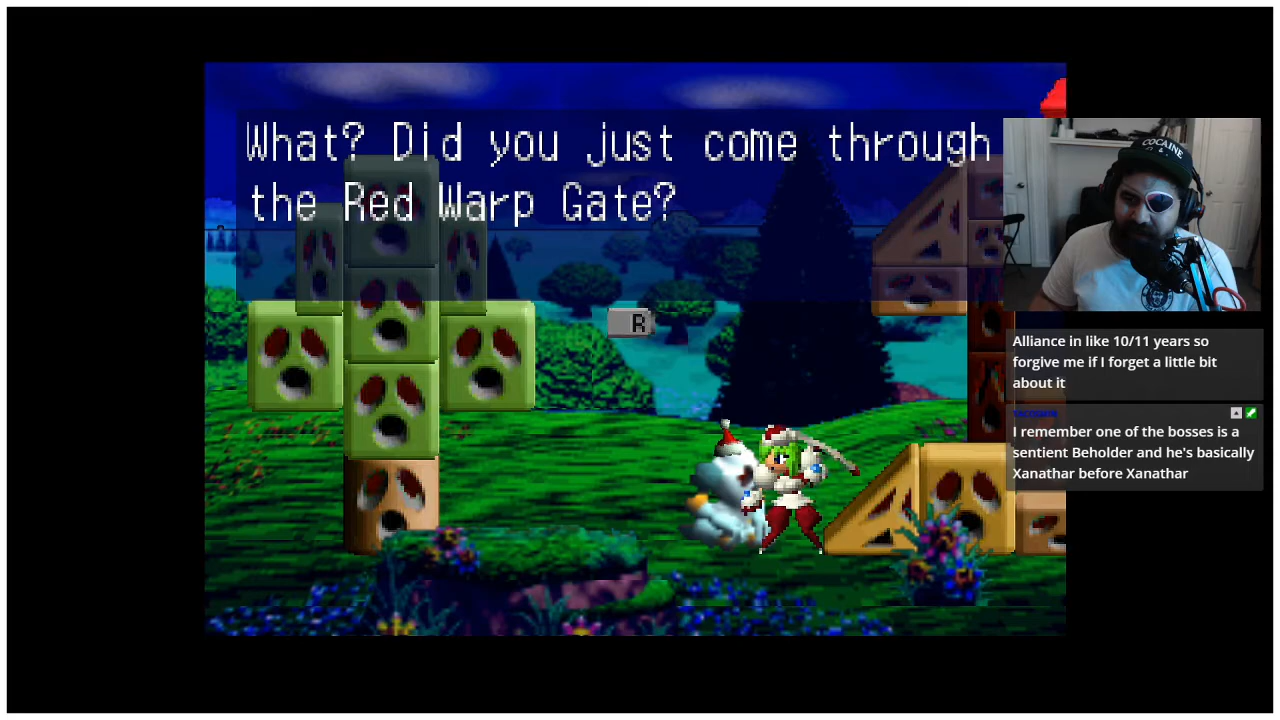 What? Did you just come through
the Red Warp Gate?
R
COCAINE
Alliance in like 10/11 years so
forgive me if I forget a little bit
about it
I remember one of the bosses is a
sentient Beholder and he's basically
Xanathar before Xanathar